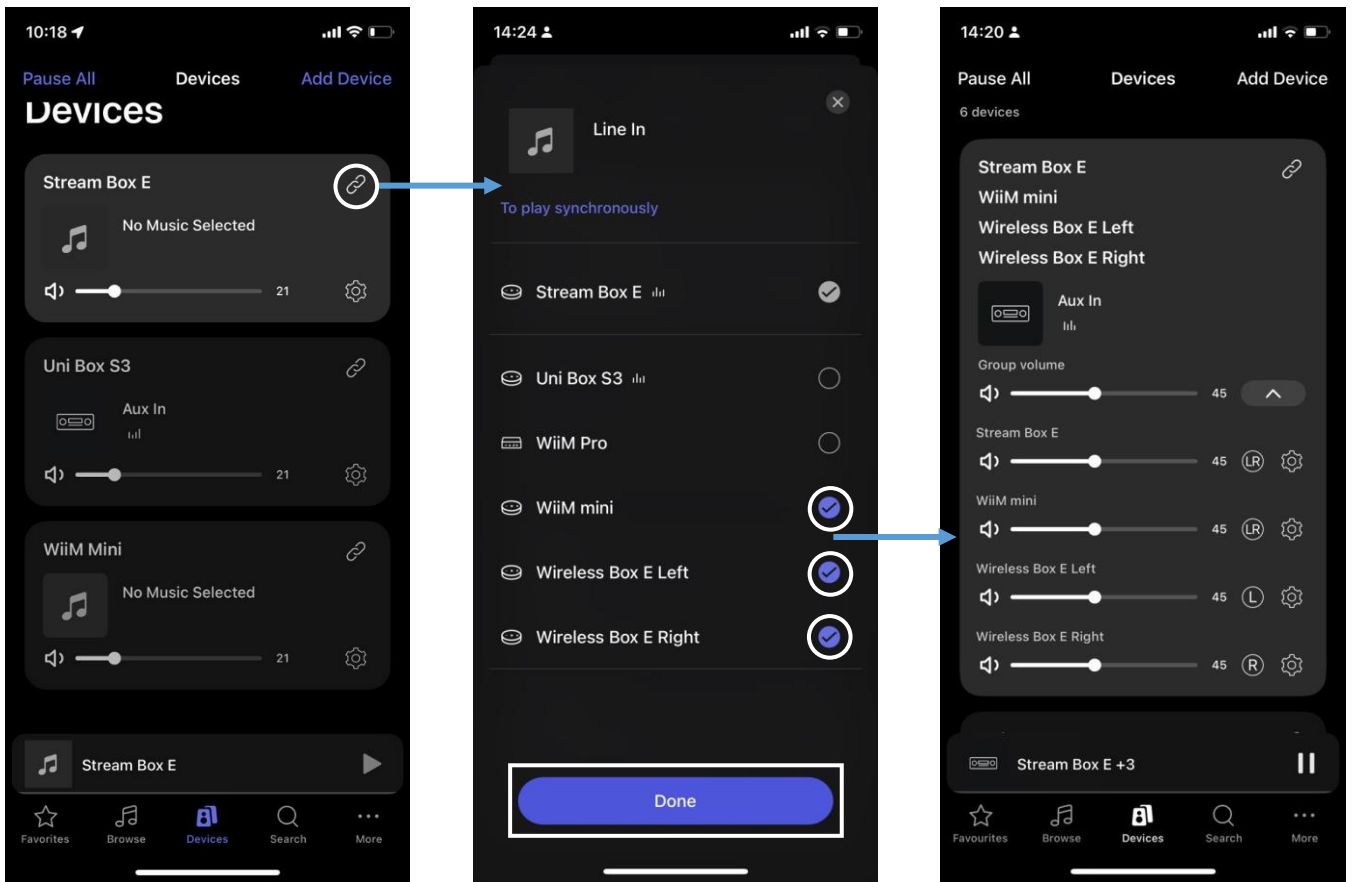 10:18
Pause All Devices Add Device
Devices
Stream Box E
No Music Selected
21
Uni Box S3
Aux In
21
WiiM Mini
No Music Selected
21
Stream Box E
Favorites Browse Devices Search More
14:24
Line In
To play synchronously
Stream Box E
Uni Box S3
WiiM Pro
WiiM mini
Wireless Box E Left
Wireless Box E Right
Done
14:20
Pause All Devices Add Device
6 devices
Stream Box E
WiiM mini
Wireless Box E Left
Wireless Box E Right
Aux In
Group volume
45
Stream Box E
45 LR
WiiM mini
45 LR
Wireless Box E Left
45 L
Wireless Box E Right
45 R
Stream Box E +3
Favourites Browse Devices Search More